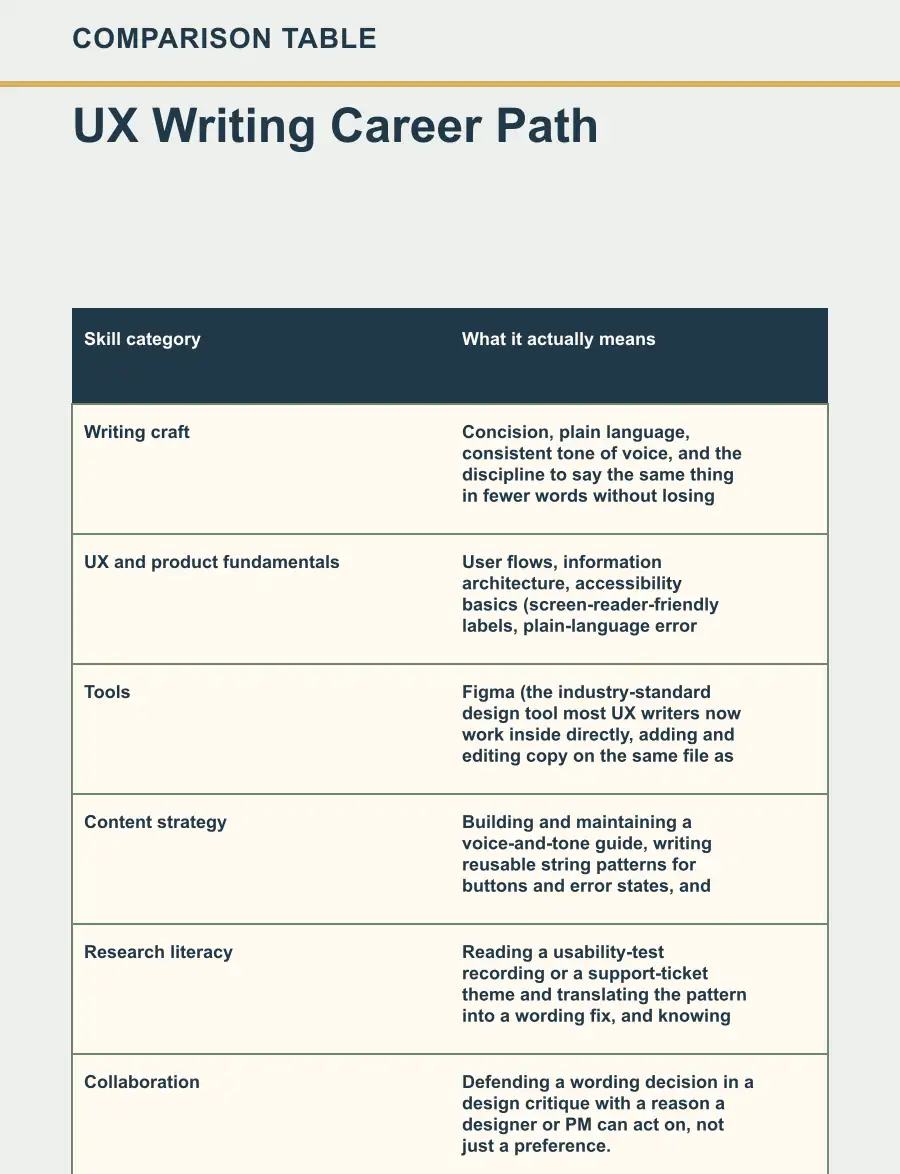 COMPARISON TABLE
UX Writing Career Path
Skill category
What it actually means
Writing craft
Concision, plain language,
consistent tone of voice, and the
discipline to say the same thing
in fewer words without losing
UX and product fundamentals
User flows, information
architecture, accessibility
basics (screen-reader-friendly
labels, plain-language error
Tools
Figma (the industry-standard
design tool most UX writers now
work inside directly, adding and
editing copy on the same file as
Content strategy
Building and maintaining a
voice-and-tone guide, writing
reusable string patterns for
buttons and error states, and
Research literacy
Reading a usability-test
recording or a support-ticket
theme and translating the pattern
into a wording fix, and knowing
Collaboration
Defending a wording decision in a
design critique with a reason a
designer or PM can act on, not
just a preference.